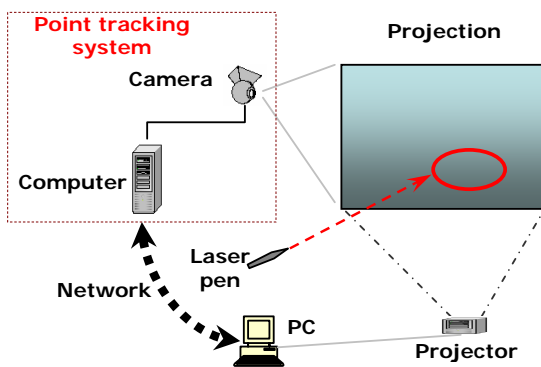 Point tracking
system
Projection
Camera
Computer
Laser
pen
Network
PC
Projector